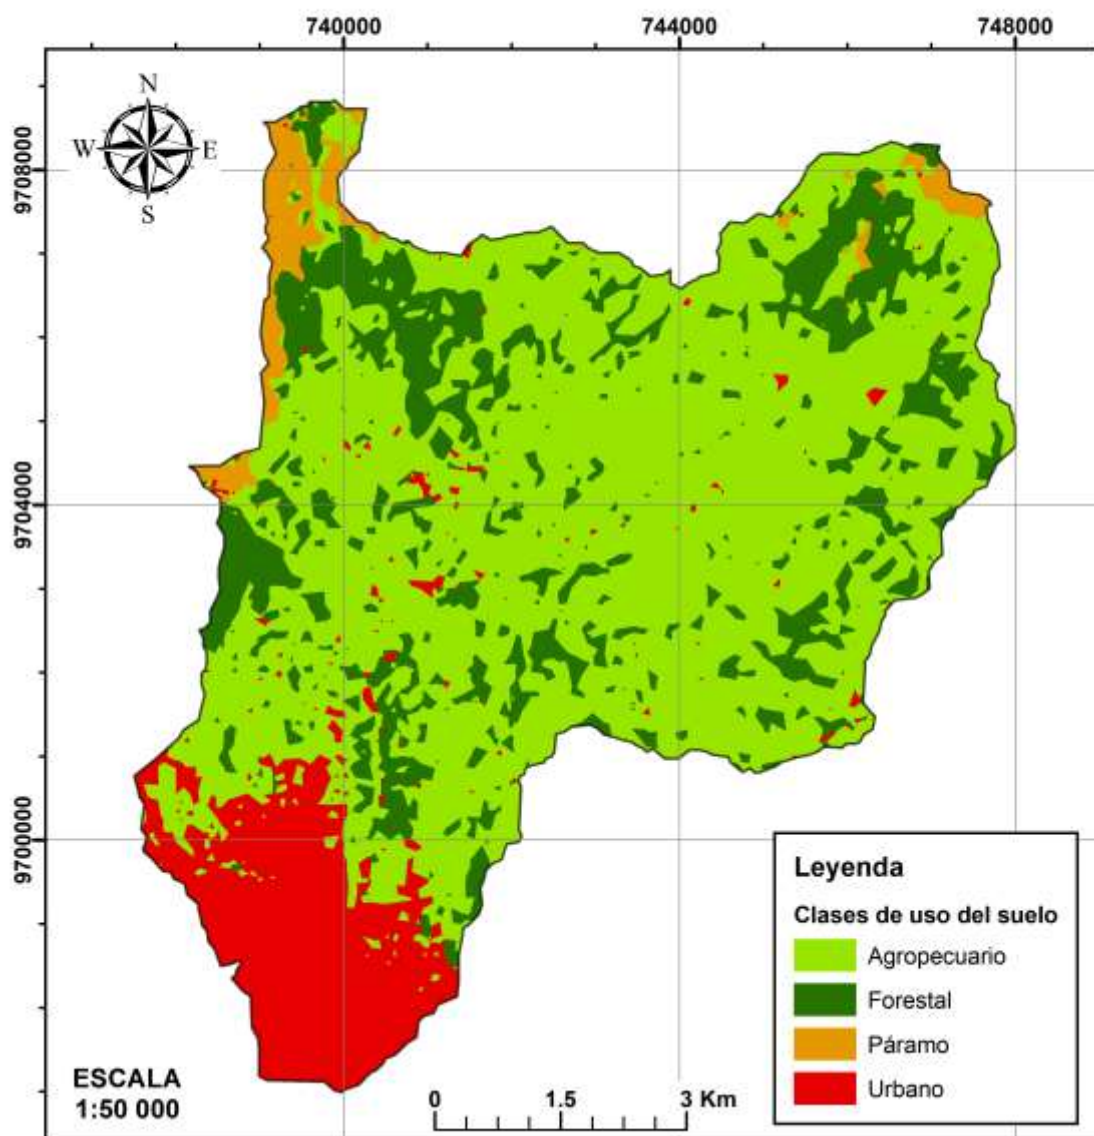 740000 744000 748000
N
W E
S
9708000
9704000
9700000
Leyenda
Clases de uso del suelo
Agropecuario
Forestal
Páramo
Urbano
ESCALA
1:50 000
0 1.5 3 Km